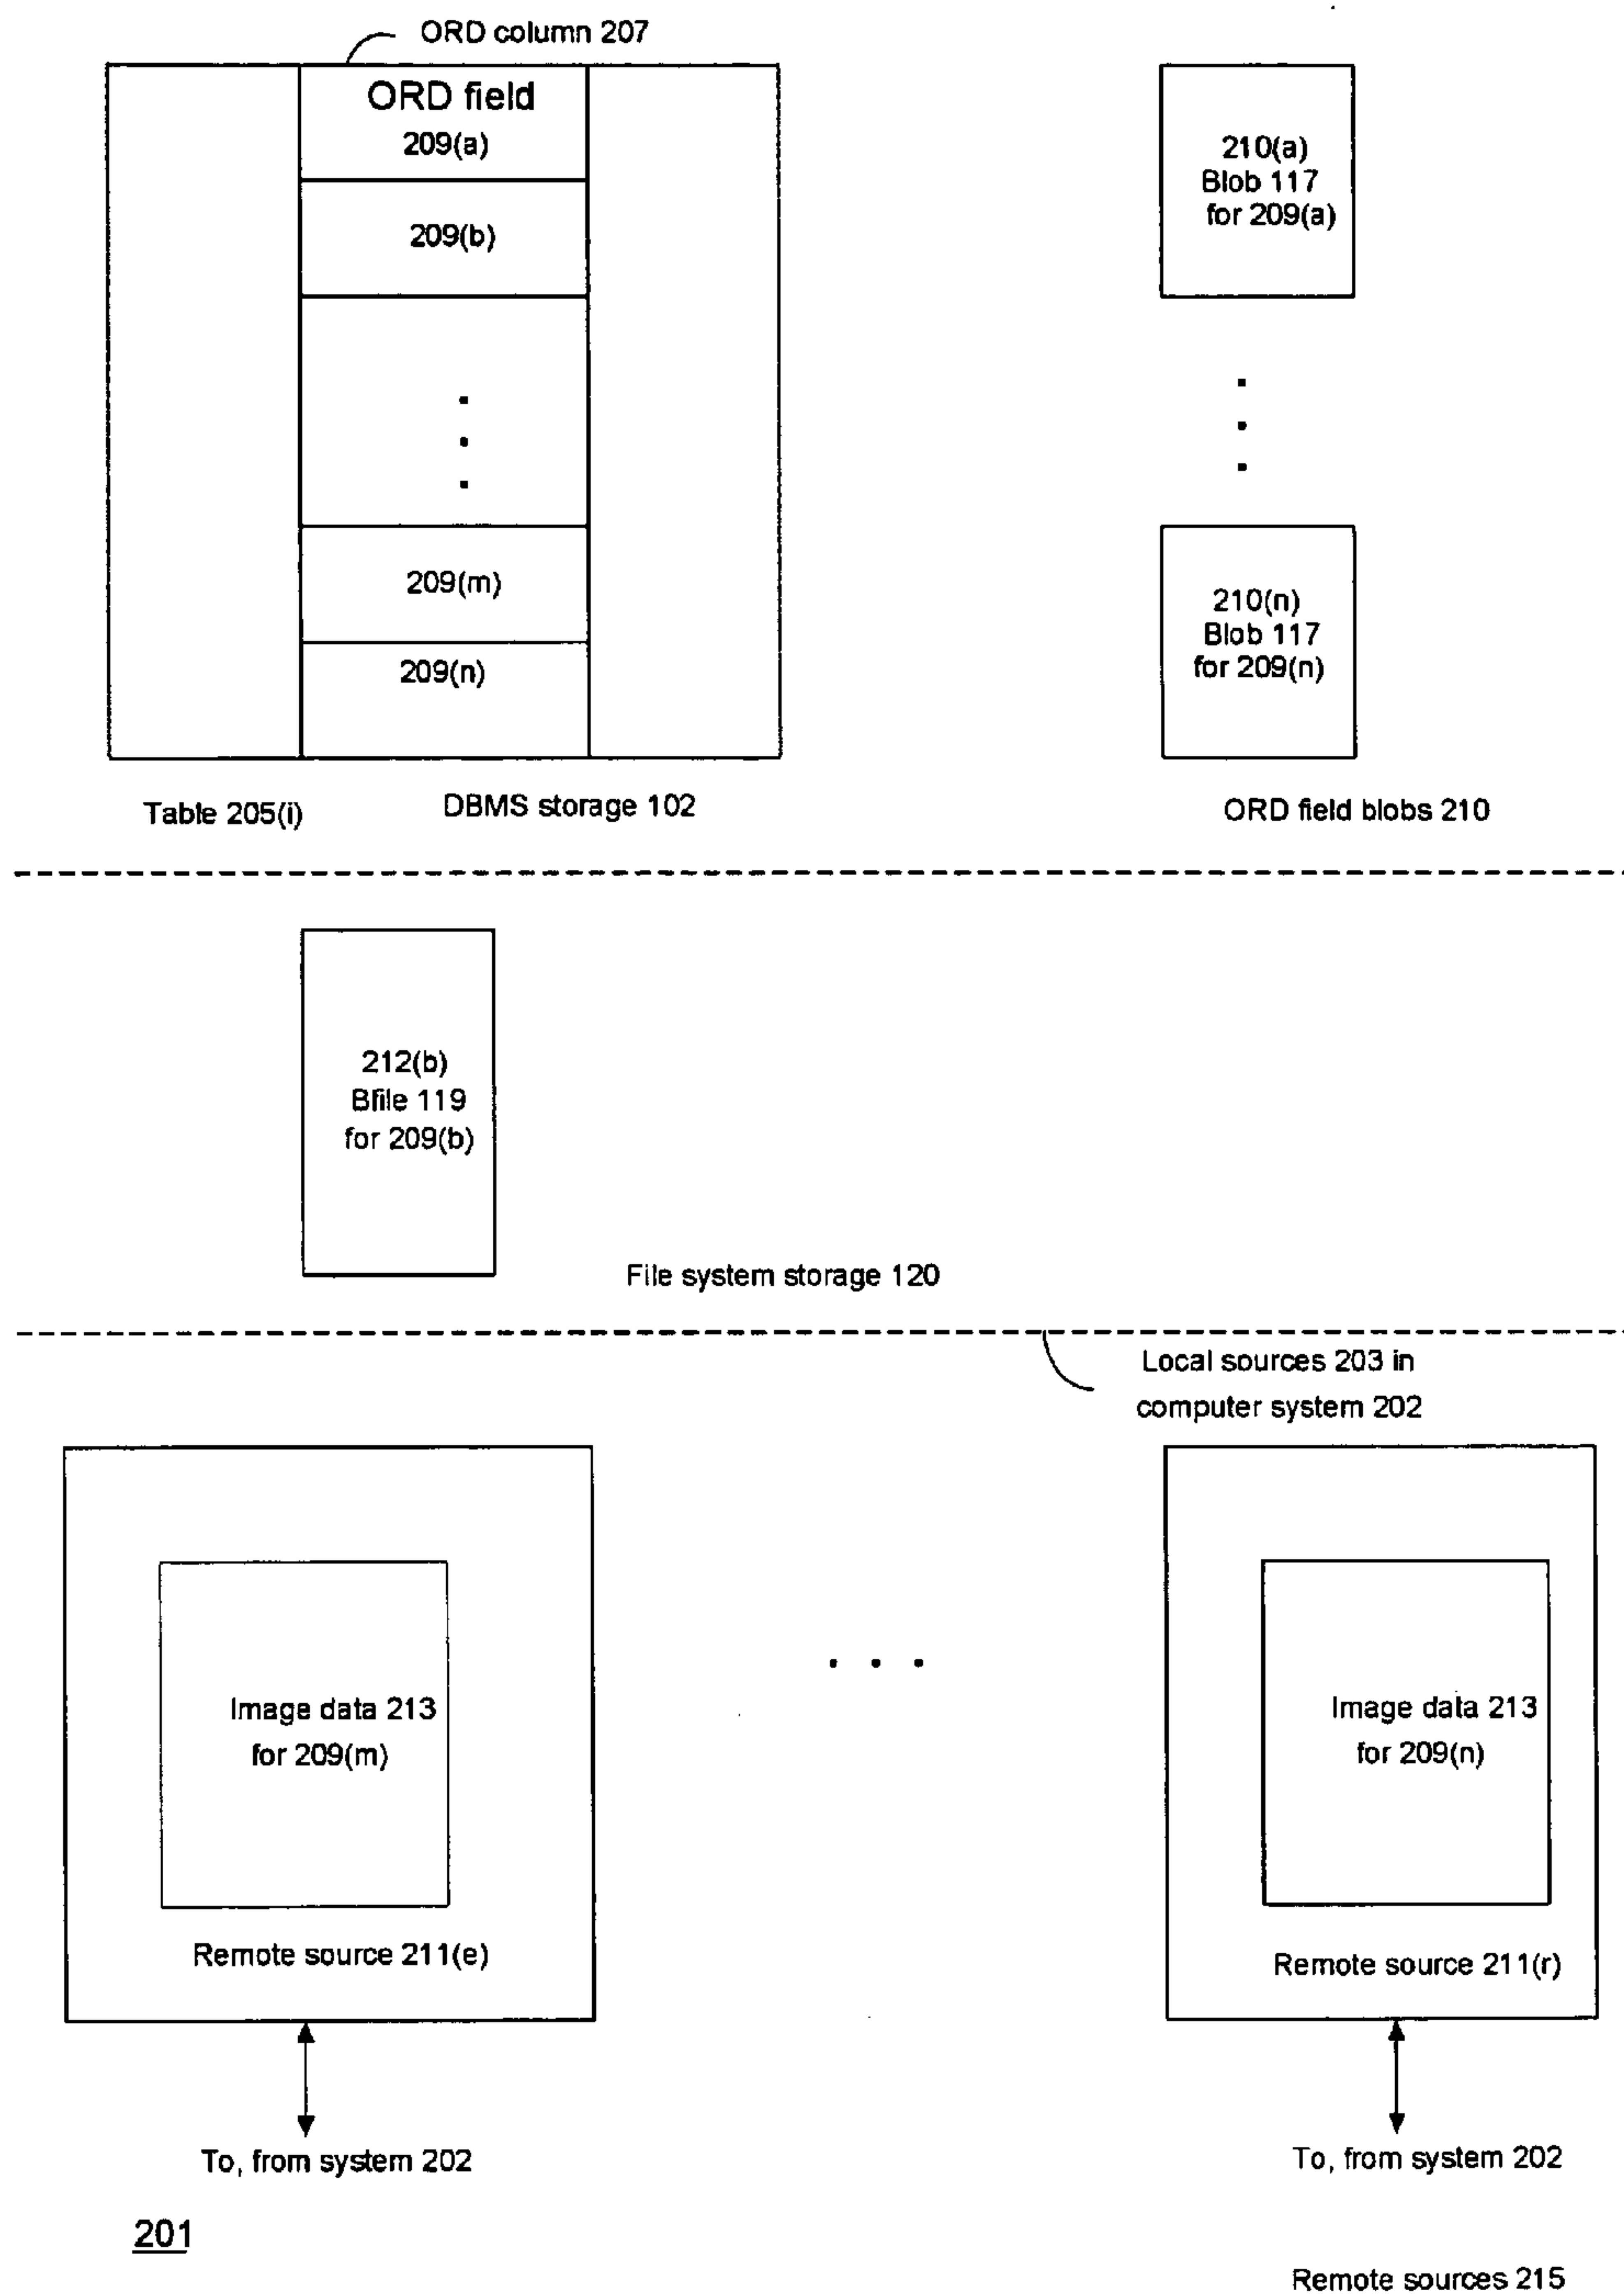 ORD column 207
ORD field
209(a)
209(b)
209(m)
209(n)
210(a)
Blob 117
for 209(a)
210(n)
Blob 117
for 209(n)
Table 205(i)
DBMS storage 102
ORD field blobs 210
212(b)
Bfile 119
for 209(b)
File system storage 120
Local sources 203 in
computer system 202
Image data 213
for 209(m)
Remote source 211(e)
Image data 213
for 209(n)
Remote source 211(r)
To, from system 202
To, from system 202
201
Remote sources 215